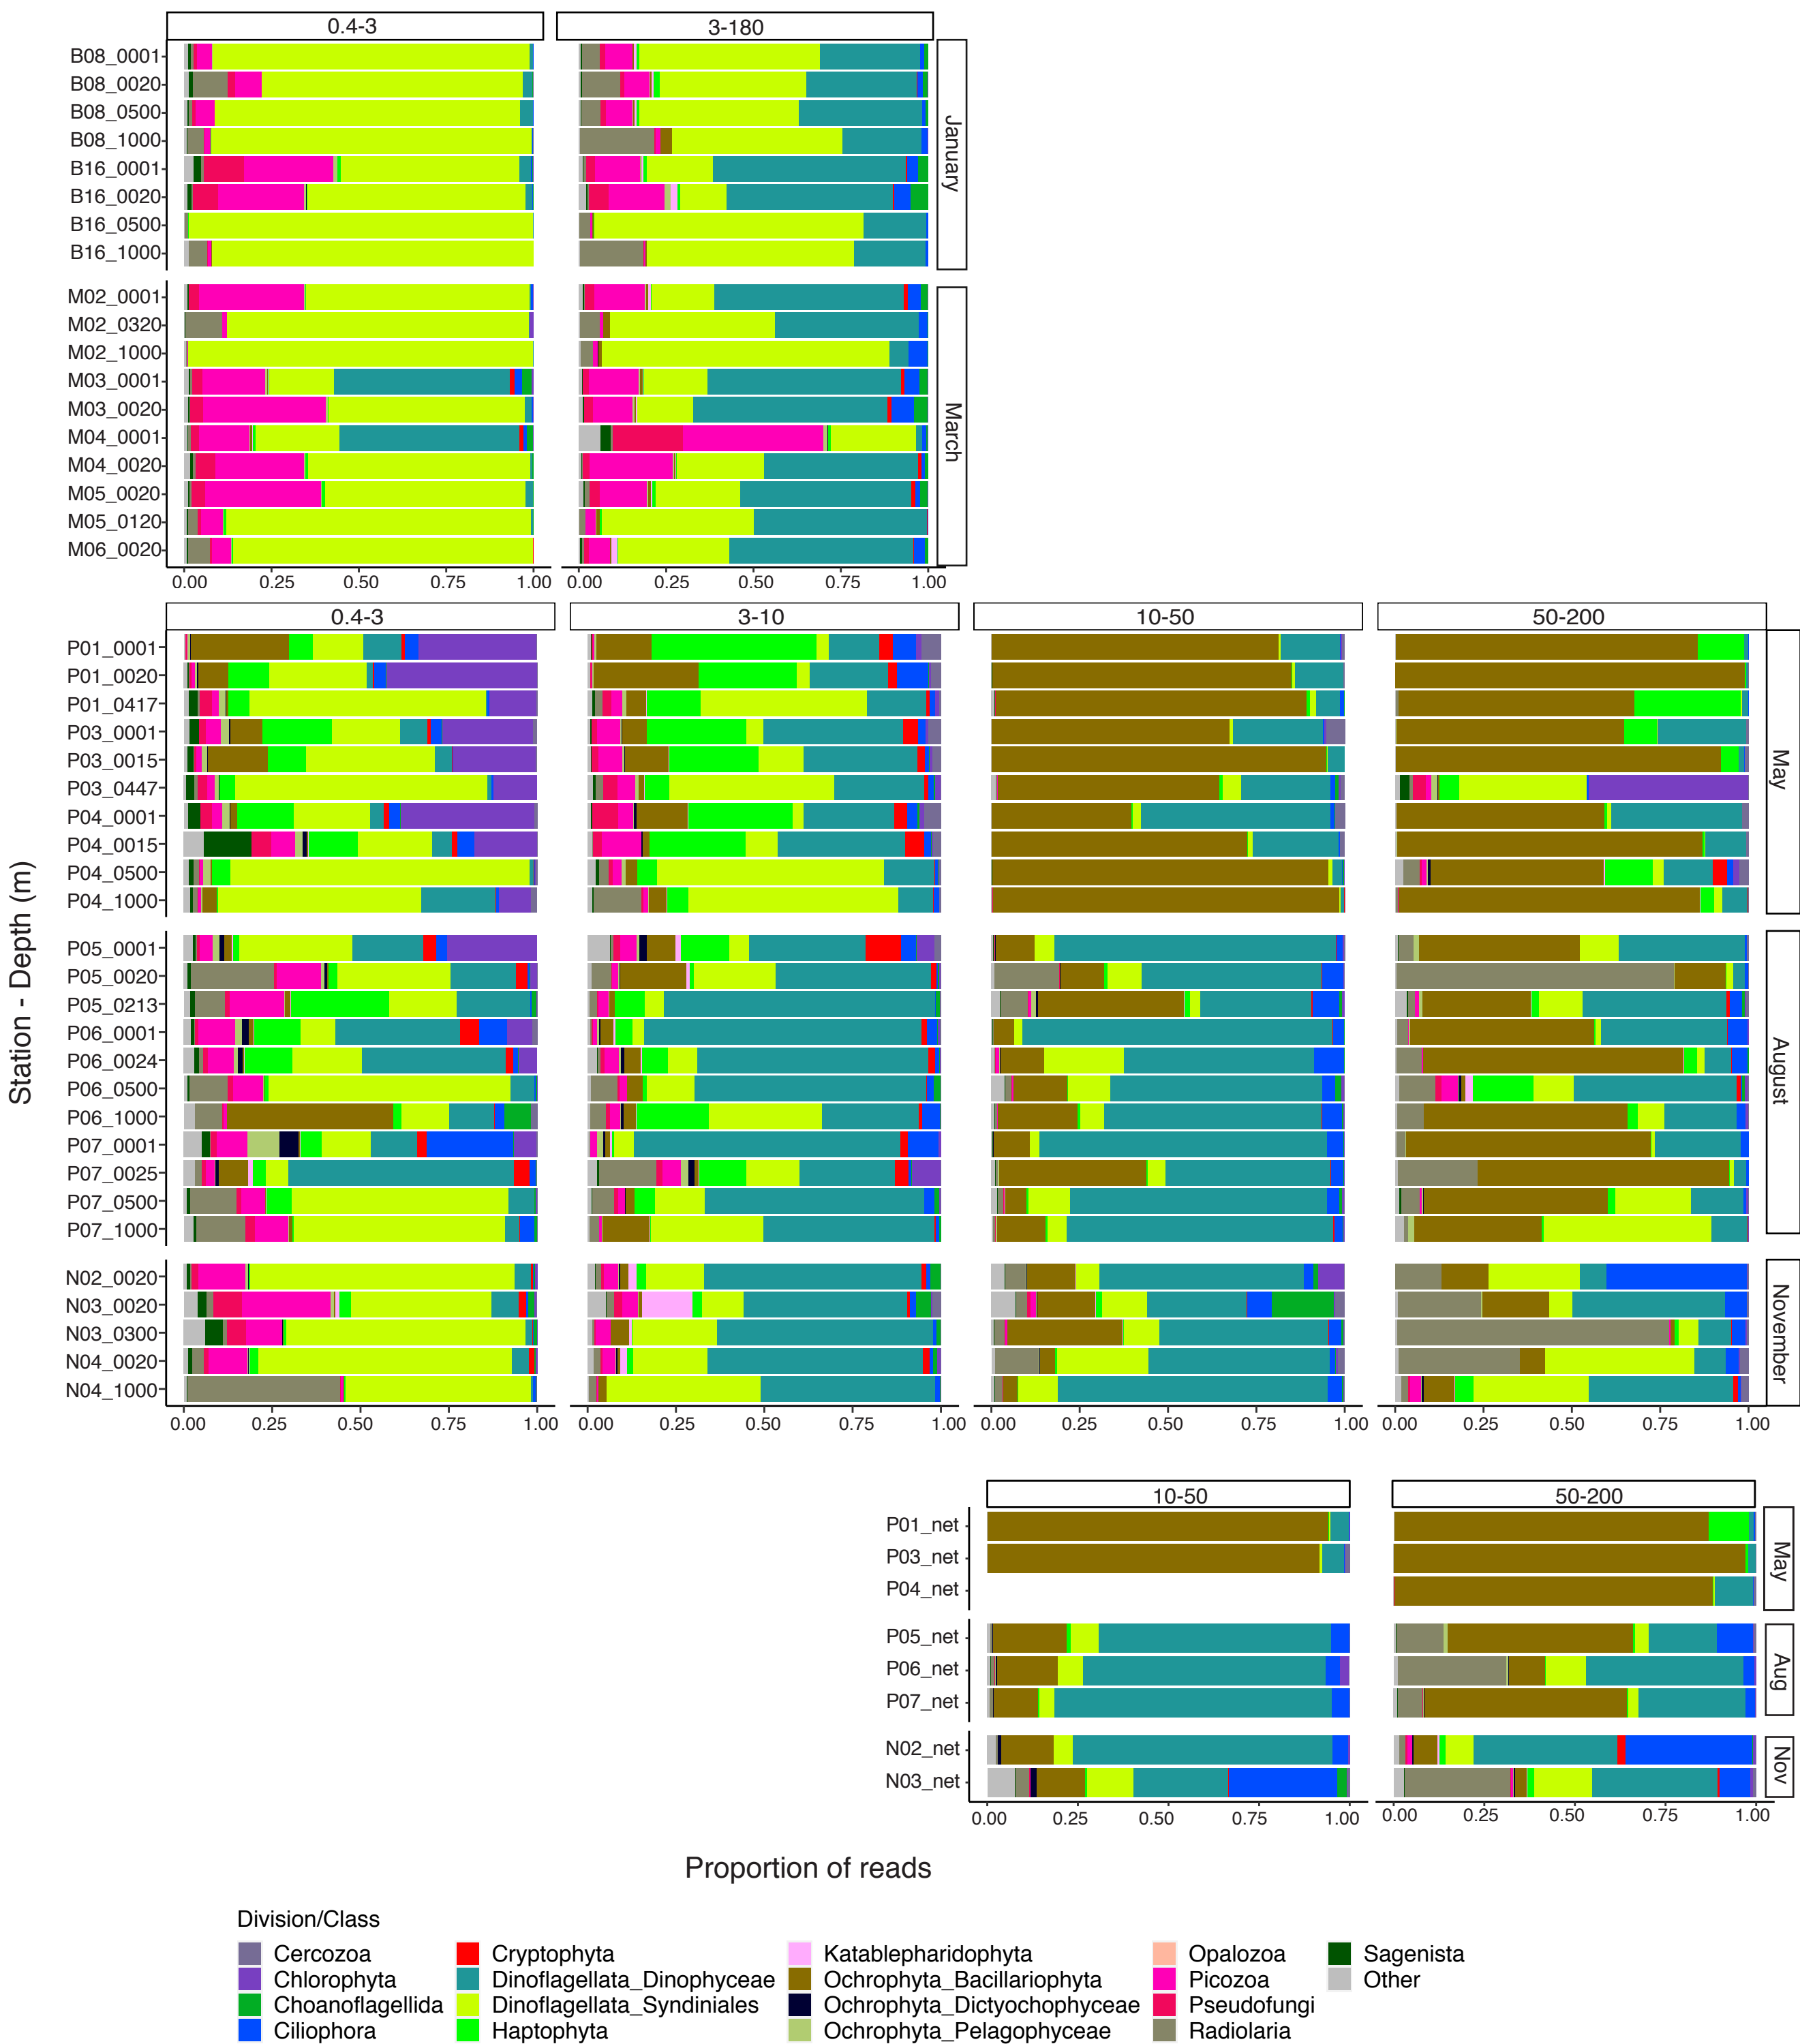 0.4-3 3-180
B08_0001
B08_0020
B08_0500
B08_1000
B16_0001
B16_0020
B16_0500
B16_1000
January
M02_0001
M02_0320
M02_1000
M03_0001
M03_0020
M04_0001
M04_0020
M05_0020
M05_0120
M06_0020
March
0.00 0.25 0.50 0.75 1.00 0.00 0.25 0.50 0.75 1.00
0.4-3 3-10 10-50 50-200
P01_0001
P01_0020
P01_0417
P03_0001
P03_0015
P03_0447
P04_0001
P04_0015
P04_0500
P04_1000
May
P05_0001
P05_0020
P05_0213
P06_0001
P06_0024
P06_0500
P06_1000
P07_0001
P07_0025
P07_0500
P07_1000
August
N02_0020
N03_0020
N03_0300
N04_0020
N04_1000
November
0.00 0.25 0.50 0.75 1.00 0.00 0.25 0.50 0.75 1.00 0.00 0.25 0.50 0.75 1.00 0.00 0.25 0.50 0.75 1.00
Station - Depth (m)
10-50 50-200
P01_net
P03_net
P04_net
May
P05_net
P06_net
P07_net
Aug
N02_net
N03_net
Nov
0.00 0.25 0.50 0.75 1.00 0.00 0.25 0.50 0.75 1.00
Proportion of reads
Division/Class
Cercozoa Cryptophyta Katablepharidophyta Opalozoa Sagenista
Chlorophyta Dinoflagellata_Dinophyceae Ochrophyta_Bacillariophyta Picozoa Other
Choanoflagellida Dinoflagellata_Syndiniales Ochrophyta_Dictyochophyceae Pseudofungi
Ciliophora Haptophyta Ochrophyta_Pelagophyceae Radiolaria